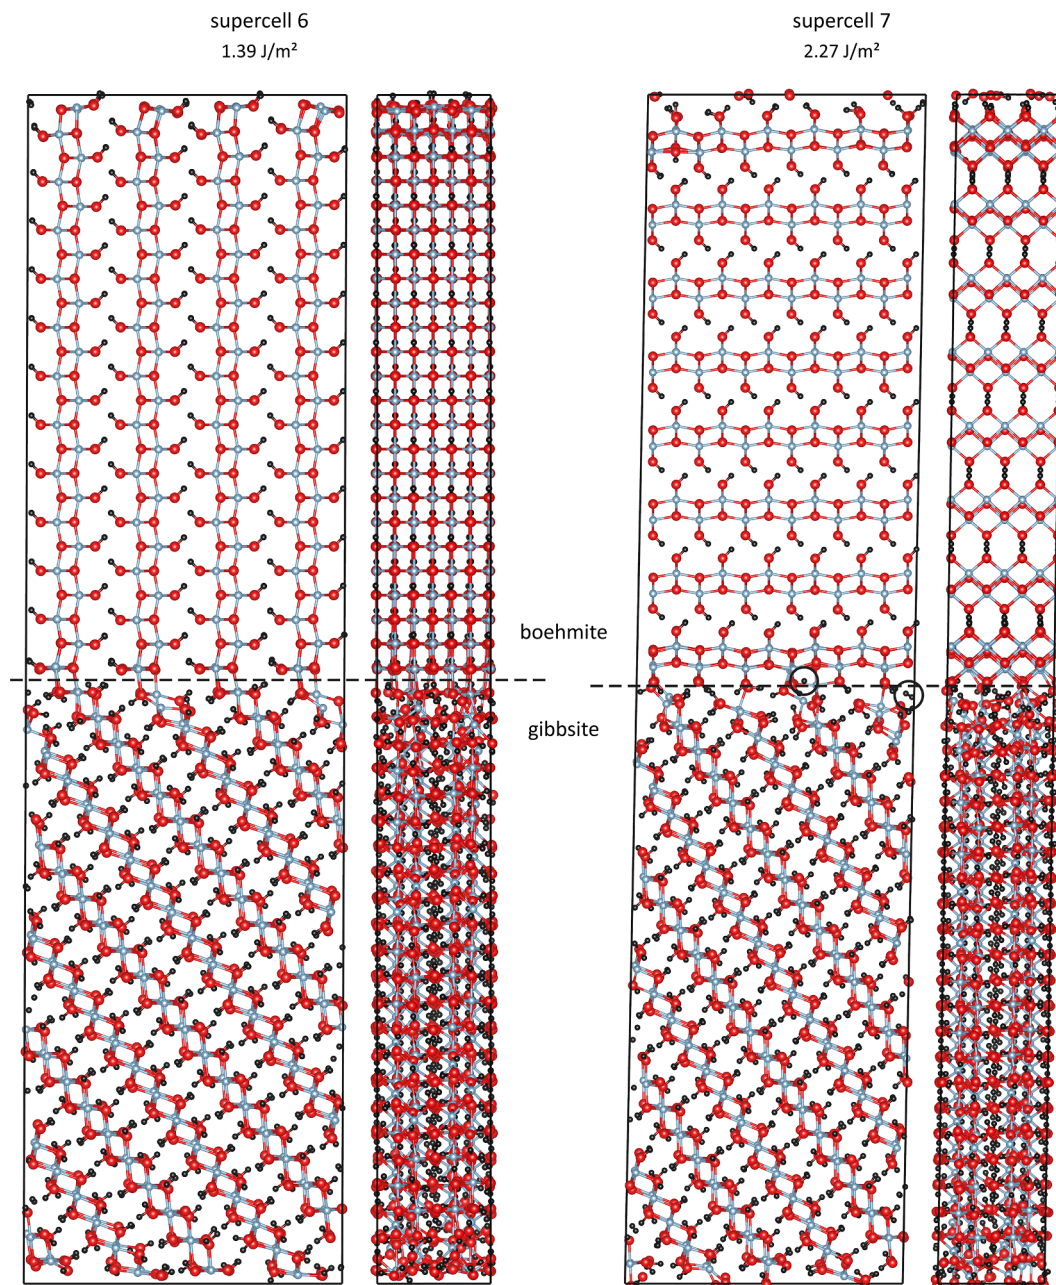 supercell 6
1.39 J/m²
supercell 7
2.27 J/m²
boehmite
gibbsite